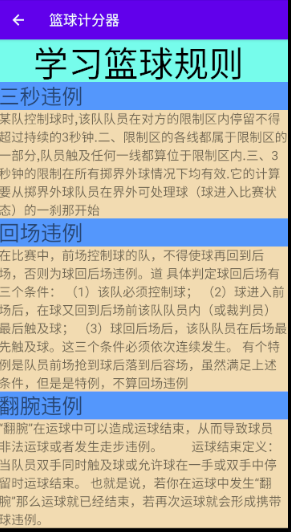 篮球计分器
学习篮球规则
三秒违例
某队控制球时,该队队员在对方的限制区内停留不得
超过持续的3秒钟.二、限制区的各线都属于限制区的
一部分,队员触及任何一线都算位于限制区内.三、3
秒钟的限制在所有掷界外球情况下均有效.它的计算
要从掷界外球队员在界外可处理球（球进入比赛状
态）的一刹那开始
回场违例
在比赛中，前场控制球的队，不得使球再回到后
场，否则为球回后场违例。道 具体判定球回后场有
三个条件： （1）该队必须控制球； （2）球进入前
场后，在球又回到后场前该队队员内（或裁判员）
最后触及球； （3）球回后场后，该队队员在后场最
先触及球。这三个条件必须依次连续发生。 有个特
例是队员前场抢到球后落到后容场，虽然满足上述
条件，但是是特例，不算回场违例
翻腕违例
“翻腕”在运球中可以造成运球结束，从而导致球员
非法运球或者发生走步违例。 运球结束定义：
当队员双手同时触及球或允许球在一手或双手中停
留时运球结束。 也就是说，若你在运球中发生“翻
腕”那么运球就已经结束，若再次运球就会形成携带
球违例。